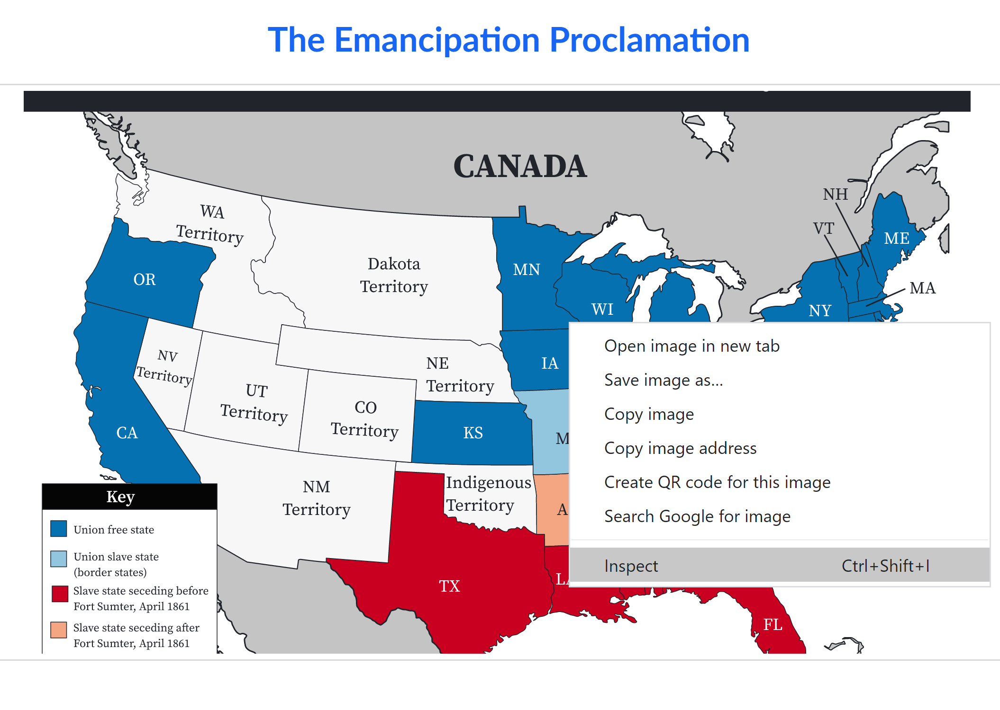 The Emancipation Proclamation
CANADA
NH
WA
Territory
VT
ME
Dakota
Territory
MN
OR
MA
WI
NY
NV
Territory
NE
Territory
IA
UT
Territory
CO
Territory
CA
KS
M
NM
Territory
Indigenous
Territory
A
TX
LA
FL
Key
Union free state
Union slave state
(border states)
Slave state seceding before
Fort Sumter, April 1861
Slave state seceding after
Fort Sumter, April 1861
Open image in new tab
Save image as...
Copy image
Copy image address
Create QR code for this image
Search Google for image
Inspect Ctrl+Shift+I